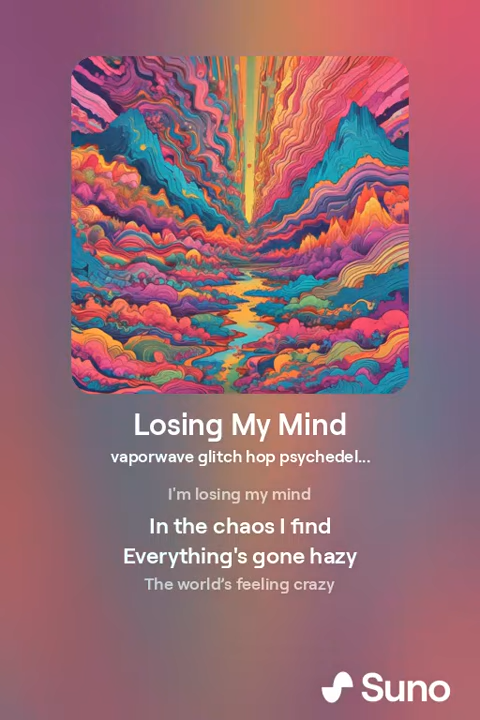 Losing My Mind
vaporwave glitch hop psychedel...
I'm losing my mind
In the chaos I find
Everything's gone hazy
The world's feeling crazy
Suno